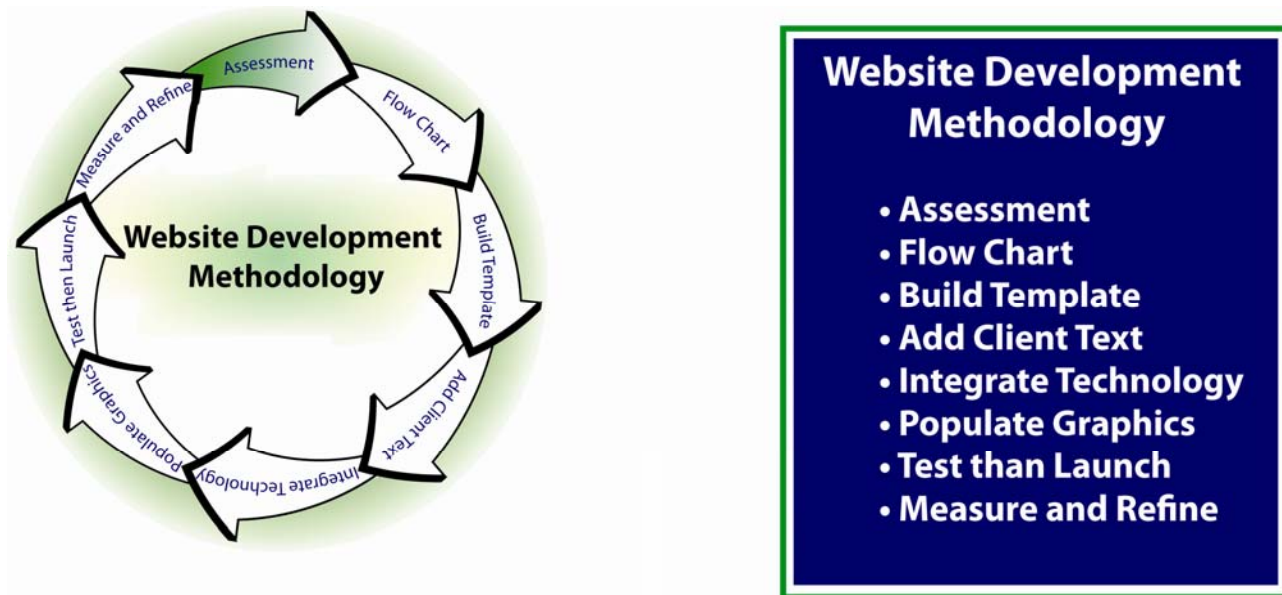 Assessment
Flow Chart
Build Template
Add Client Text
Integrate Technology
Populate Graphics
Test then Launch
Measure and Refine
Website Development
Methodology
Website Development
Methodology
• Assessment
• Flow Chart
• Build Template
• Add Client Text
• Integrate Technology
• Populate Graphics
• Test than Launch
• Measure and Refine